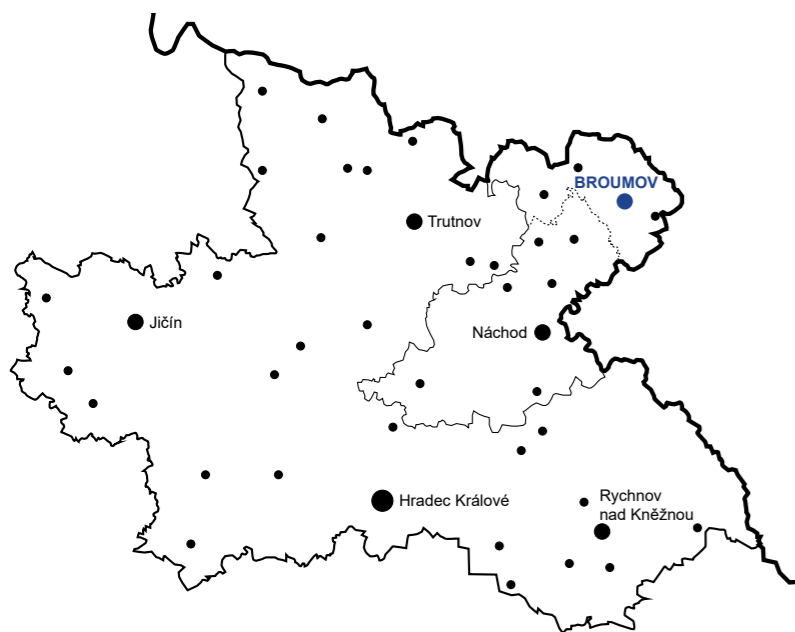 BROUMOV
Trutnov
Jičín
Náchod
Hradec Králové
Rychnov
nad Kněžnou